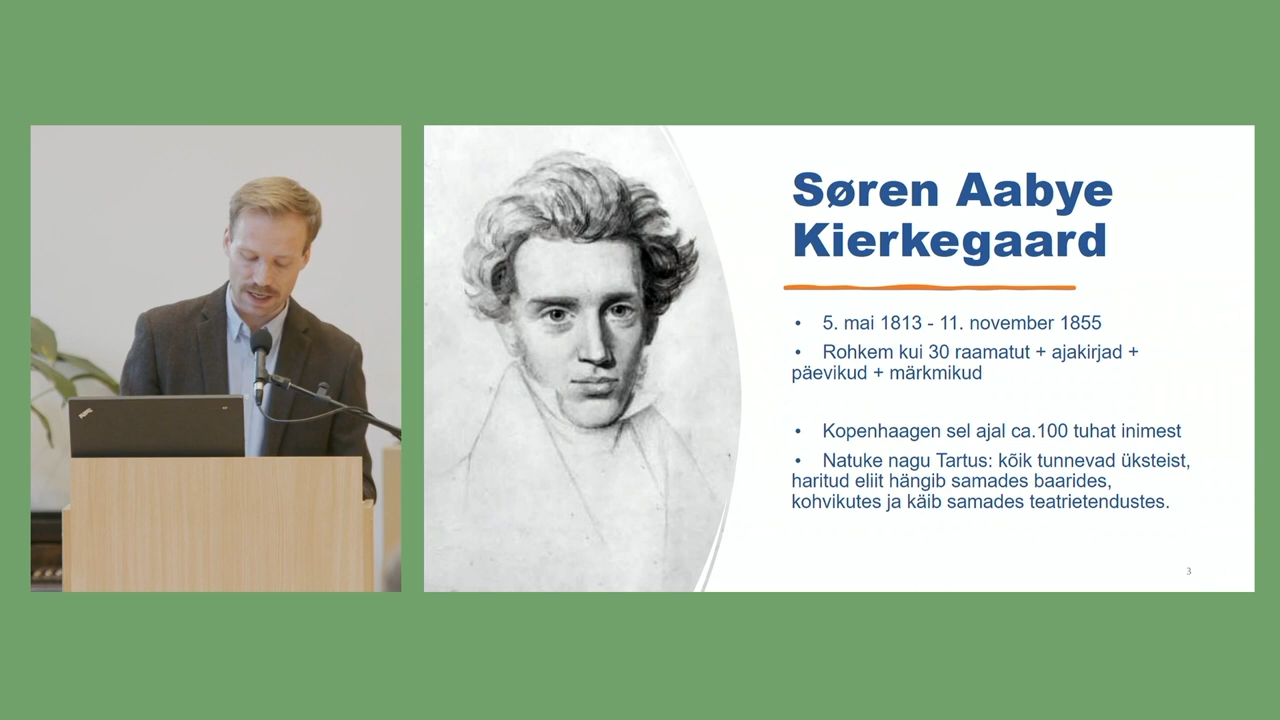 Søren Aabye
Kierkegaard
• 5. mai 1813 - 11. november 1855
• Rohkem kui 30 raamatut + ajakirjad +
päevikud + märkmikud
• Kopenhaagen sel ajal ca.100 tuhat inimest
• Natuke nagu Tartus: kõik tunnevad üksteist,
haritud eliit hängib samades baarides,
kohvikutes ja käib samades teatrietendustes.
3